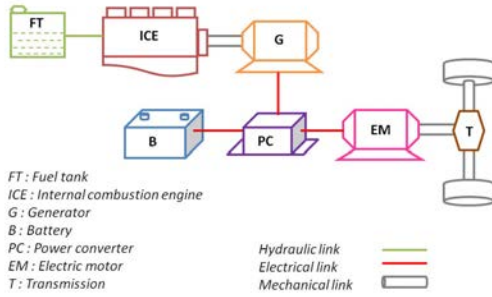 FT
ICE
G
B
PC
EM
T
FT : Fuel tank
ICE : Internal combustion engine
G : Generator
B : Battery
PC : Power converter
EM : Electric motor
T : Transmission
Hydraulic link
Electrical link
Mechanical link